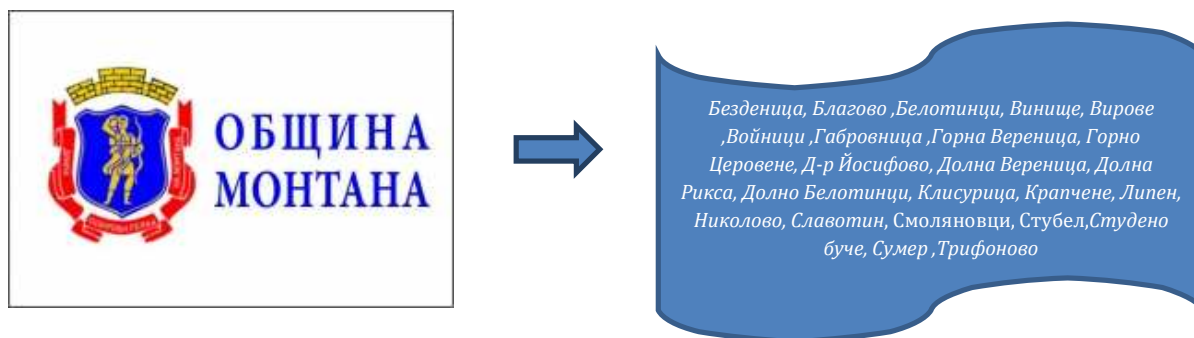 ОБЩИНА
МОНТАНА
Безденица, Благово ,Белотинци, Винище, Вирове
,Войници ,Габровница ,Горна Вереница, Горно
Церовене, Д-р Йосифово, Долна Вереница, Долна
Рикса, Долно Белотинци, Клисурица, Крапчене, Липен,
Николово, Славотин, Смоляновци, Стубел,Студено
буче, Сумер ,Трифоново